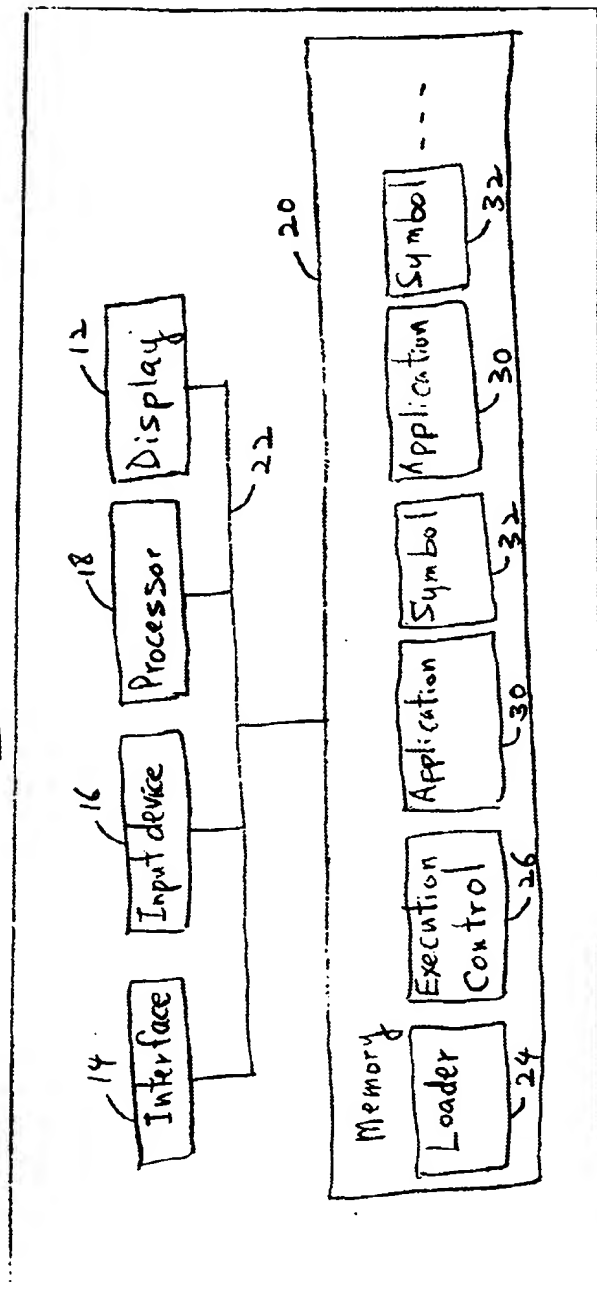 14 16 18 12
Interface Input device Processor Display
22
20
Memory
Loader Execution Control Application Symbol Application Symbol ---
24 26 30 32 30 32